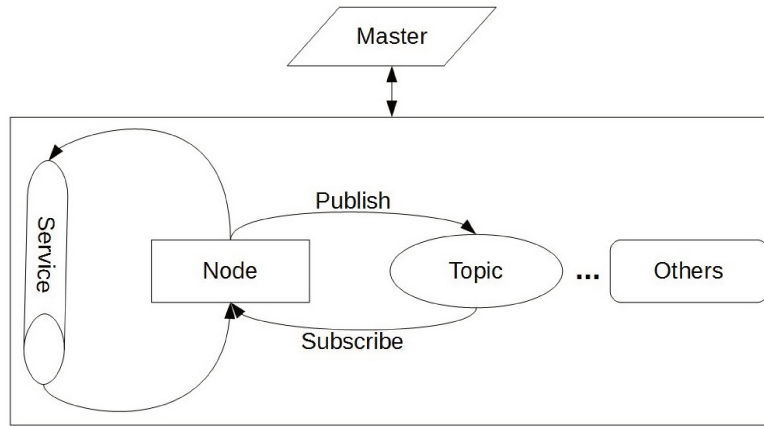 Master
Publish
Service
Node
Topic
...
Others
Subscribe